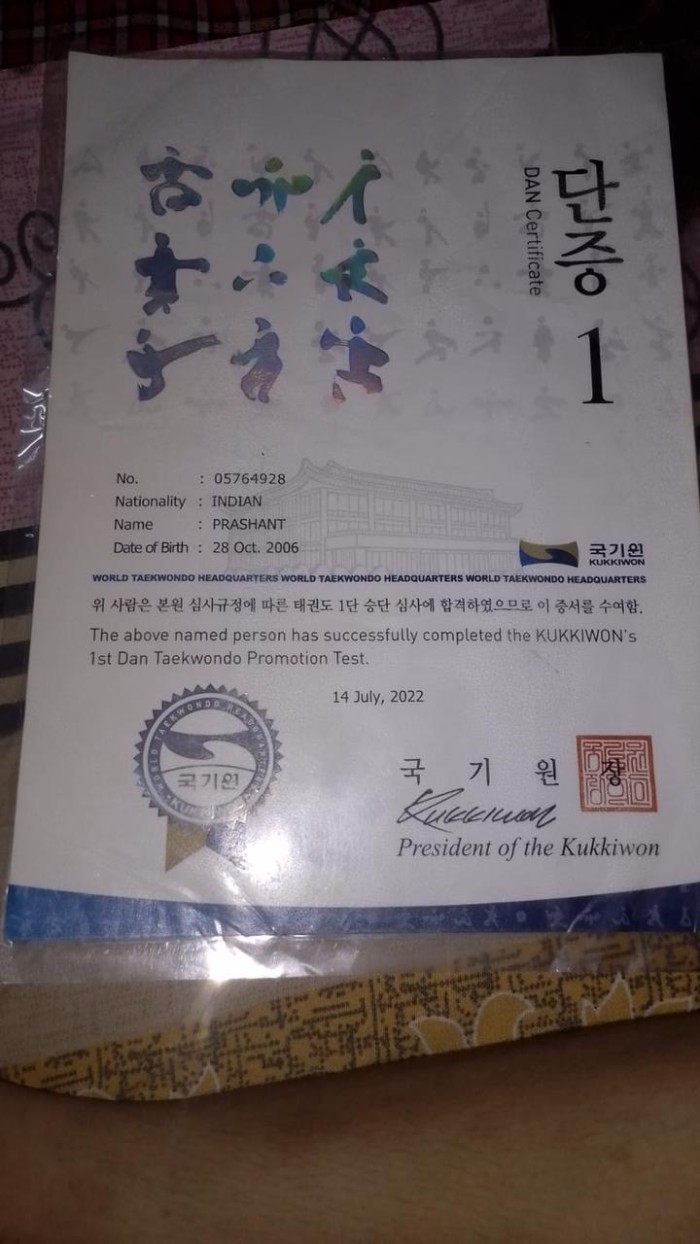 단증
DAN Certificate
1
No. : 05764928
Nationality : INDIAN
Name : PRASHANT
Date of Birth : 28 Oct. 2006
국기원
KUKKIWON
WORLD TAEKWONDO HEADQUARTERS WORLD TAEKWONDO HEADQUARTERS WORLD TAEKWONDO HEADQUARTERS
위 사람은 본원 심사규정에 따른 태권도 1단 승단 심사에 합격하였으므로 이 증서를 수여함.
The above named person has successfully completed the KUKKIWON's
1st Dan Taekwondo Promotion Test.
14 July, 2022
WORLD TAEKWONDO HEADQUARTERS
국기원
KUKKIWON
국 기 원 장
Kukkiwon
President of the Kukkiwon